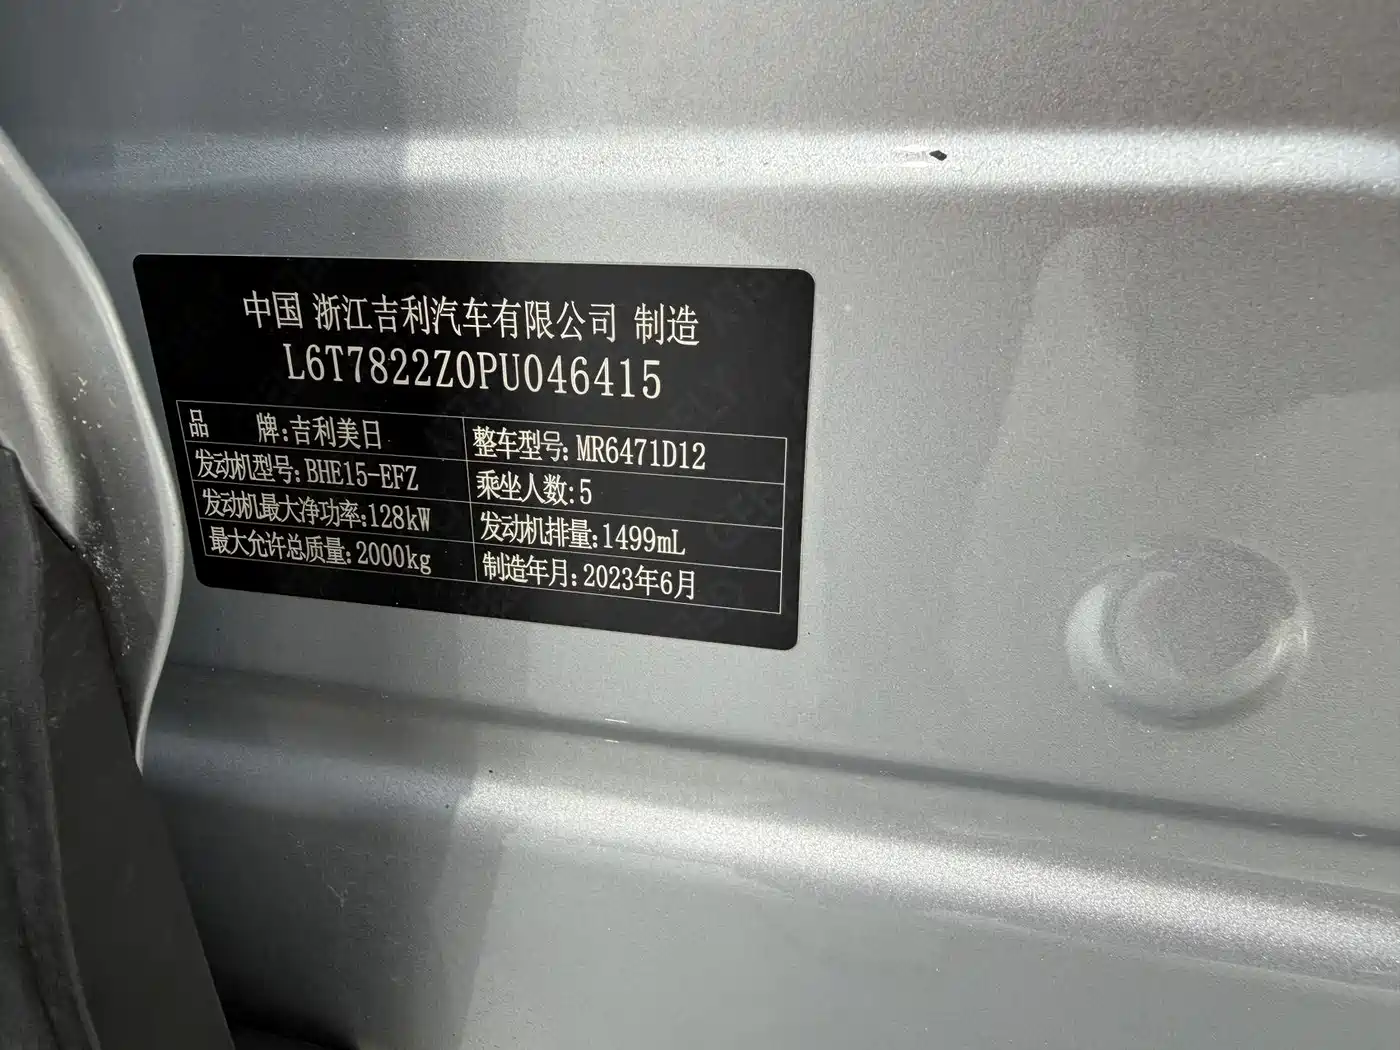 中国 浙江吉利汽车有限公司 制造
L6T7822Z0PU046415
品 牌:吉利美日 整车型号:MR6471D12
发动机型号:BHE15-EFZ 乘坐人数:5
发动机最大净功率:128kW 发动机排量:1499mL
最大允许总质量:2000kg 制造年月:2023年6月